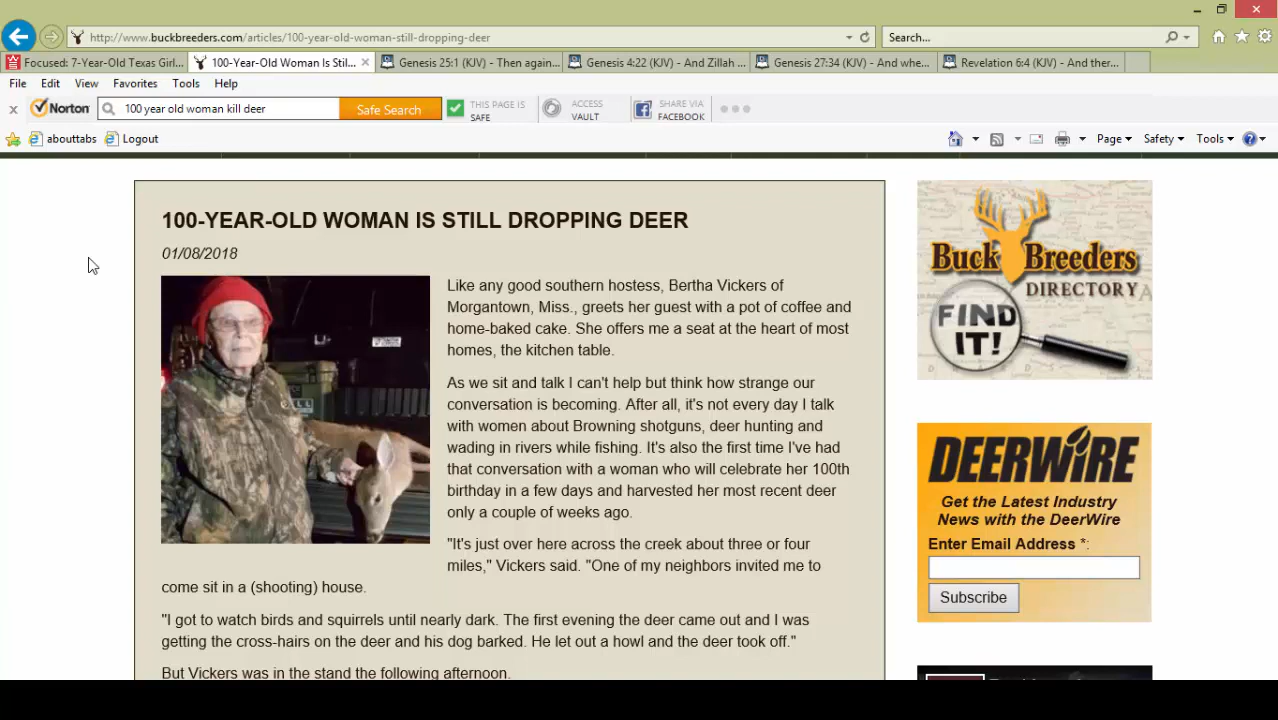 http://www.buckbreeders.com/articles/100-year-old-woman-still-dropping-deer
Search...
Focused: 7-Year-Old Texas Girl...
100-Year-Old Woman Is Stil...
Genesis 25:1 (KJV) - Then again...
Genesis 4:22 (KJV) - And Zillah ...
Genesis 27:34 (KJV) - And whe...
Revelation 6:4 (KJV) - And ther...
File Edit View Favorites Tools Help
x Norton 100 year old woman kill deer Safe Search THIS PAGE IS SAFE ACCESS VAULT SHARE VIA FACEBOOK
abouttabs Logout Page Safety Tools
100-YEAR-OLD WOMAN IS STILL DROPPING DEER
01/08/2018
Like any good southern hostess, Bertha Vickers of
Morgantown, Miss., greets her guest with a pot of coffee and
home-baked cake. She offers me a seat at the heart of most
homes, the kitchen table.
As we sit and talk I can't help but think how strange our
conversation is becoming. After all, it's not every day I talk
with women about Browning shotguns, deer hunting and
wading in rivers while fishing. It's also the first time I've had
that conversation with a woman who will celebrate her 100th
birthday in a few days and harvested her most recent deer
only a couple of weeks ago.
"It's just over here across the creek about three or four
miles," Vickers said. "One of my neighbors invited me to
come sit in a (shooting) house.
"I got to watch birds and squirrels until nearly dark. The first evening the deer came out and I was
getting the cross-hairs on the deer and his dog barked. He let out a howl and the deer took off."
But Vickers was in the stand the following afternoon.
Buck Breeders
DIRECTORY
FIND
IT!
DEERWIRE
Get the Latest Industry
News with the DeerWire
Enter Email Address *:
Subscribe